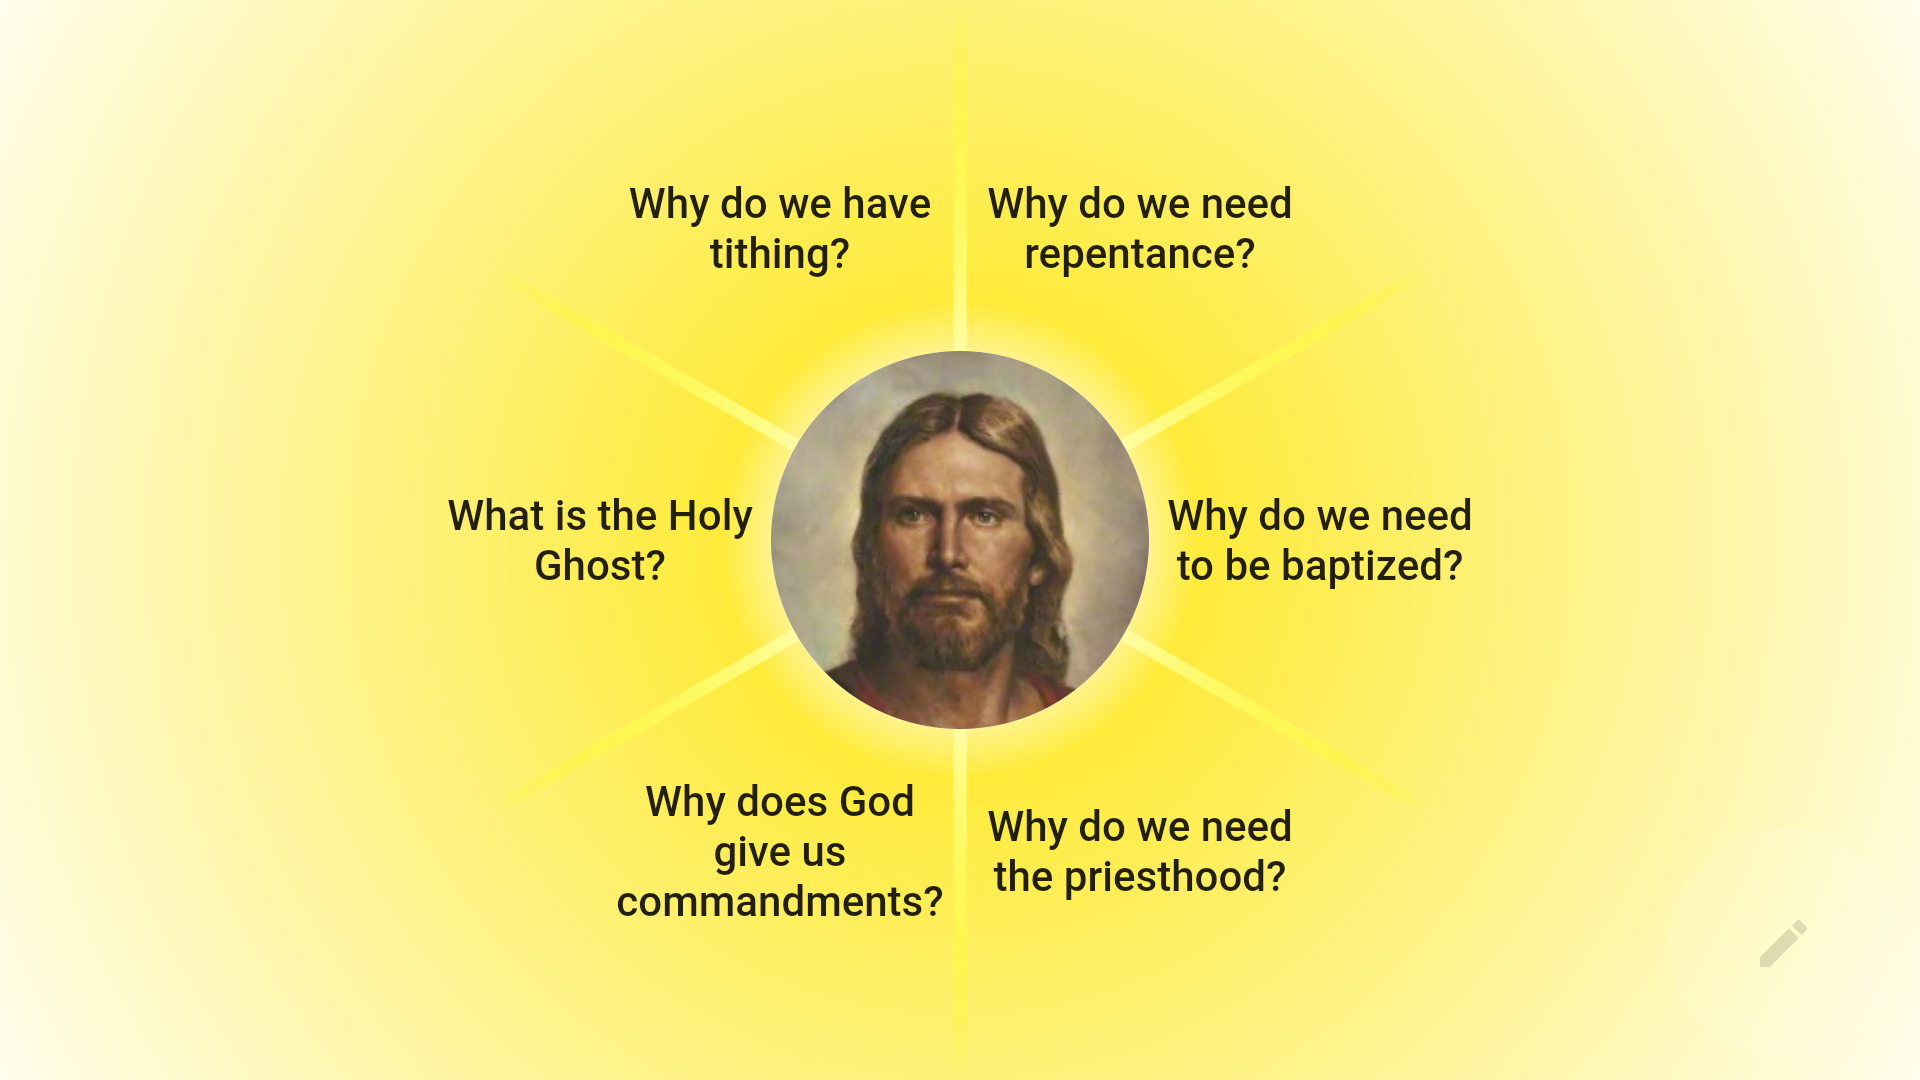 Why do we have
tithing?
Why do we need
repentance?
What is the Holy
Ghost?
Why do we need
to be baptized?
Why does God
give us
commandments?
Why do we need
the priesthood?